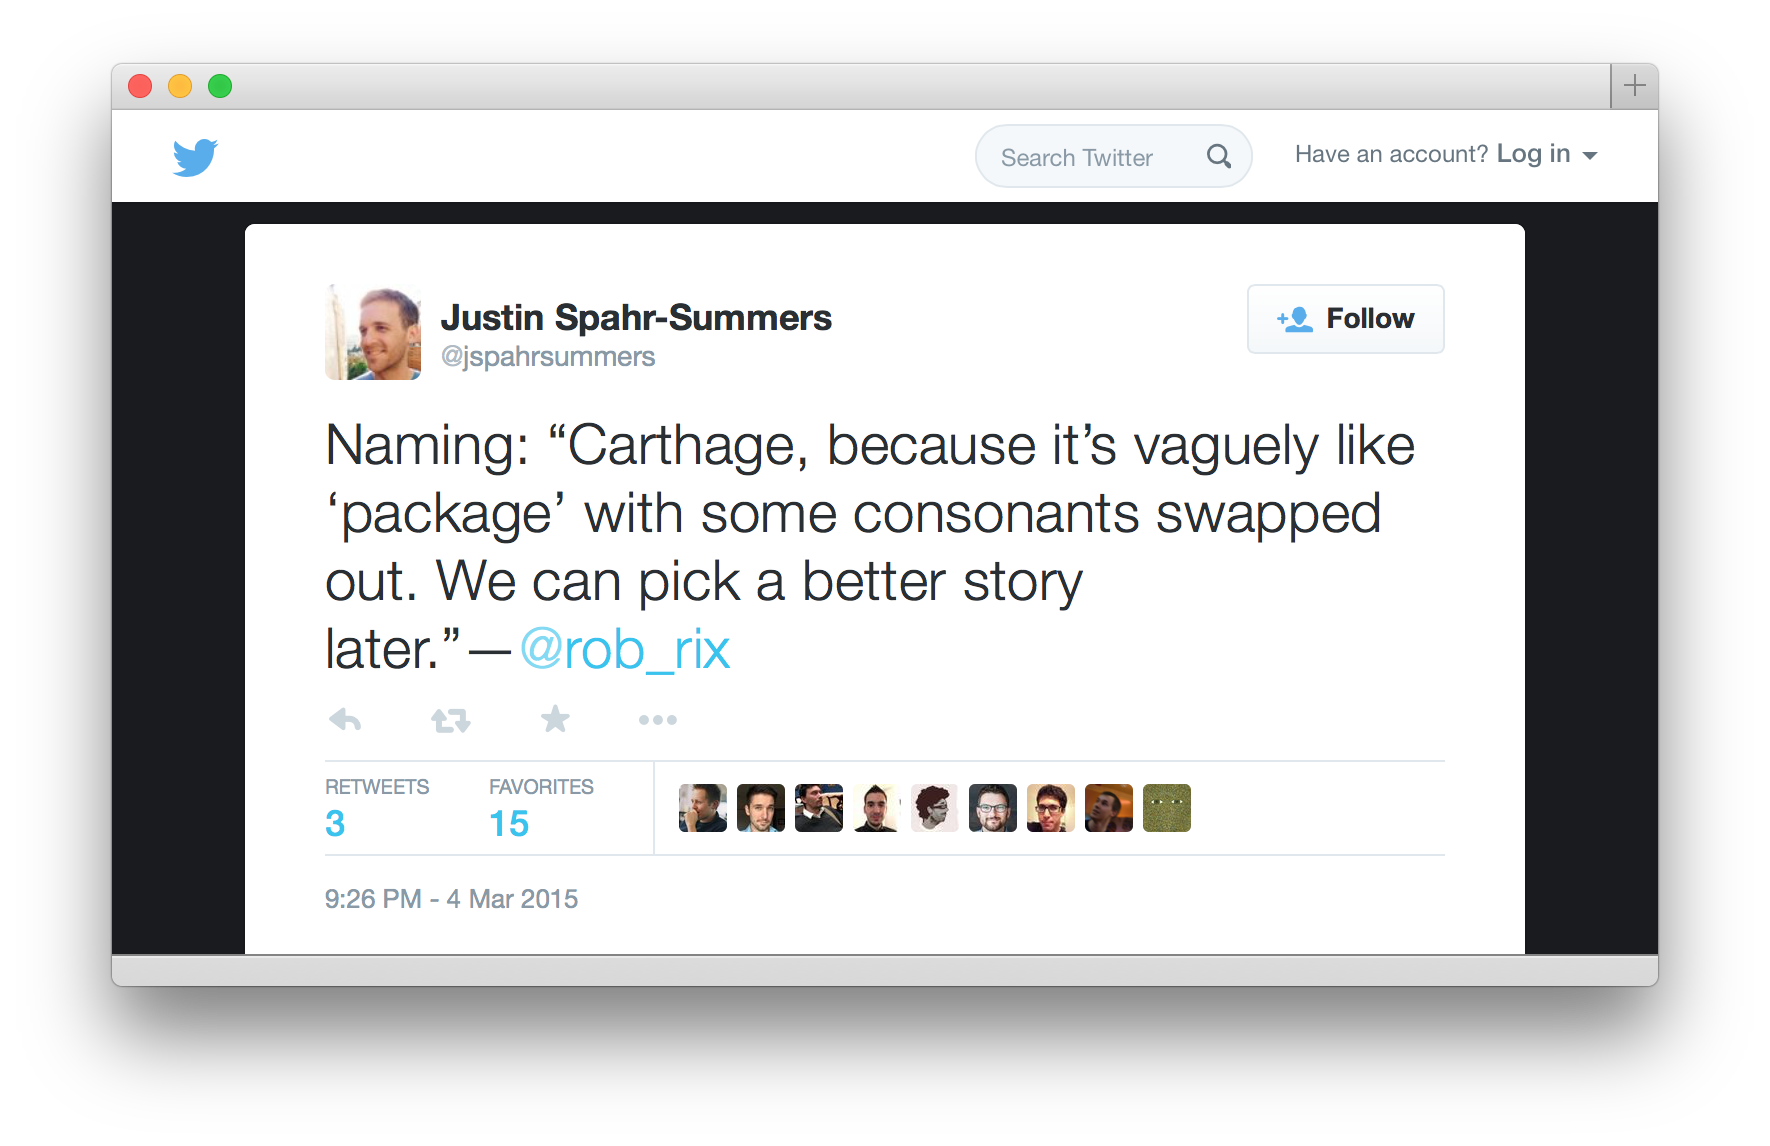 Search Twitter
Have an account? Log in
Justin Spahr-Summers
@jspahrsummers
Follow
Naming: “Carthage, because it’s vaguely like
‘package’ with some consonants swapped
out. We can pick a better story
later.”—@rob_rix
RETWEETS
3
FAVORITES
15
9:26 PM - 4 Mar 2015